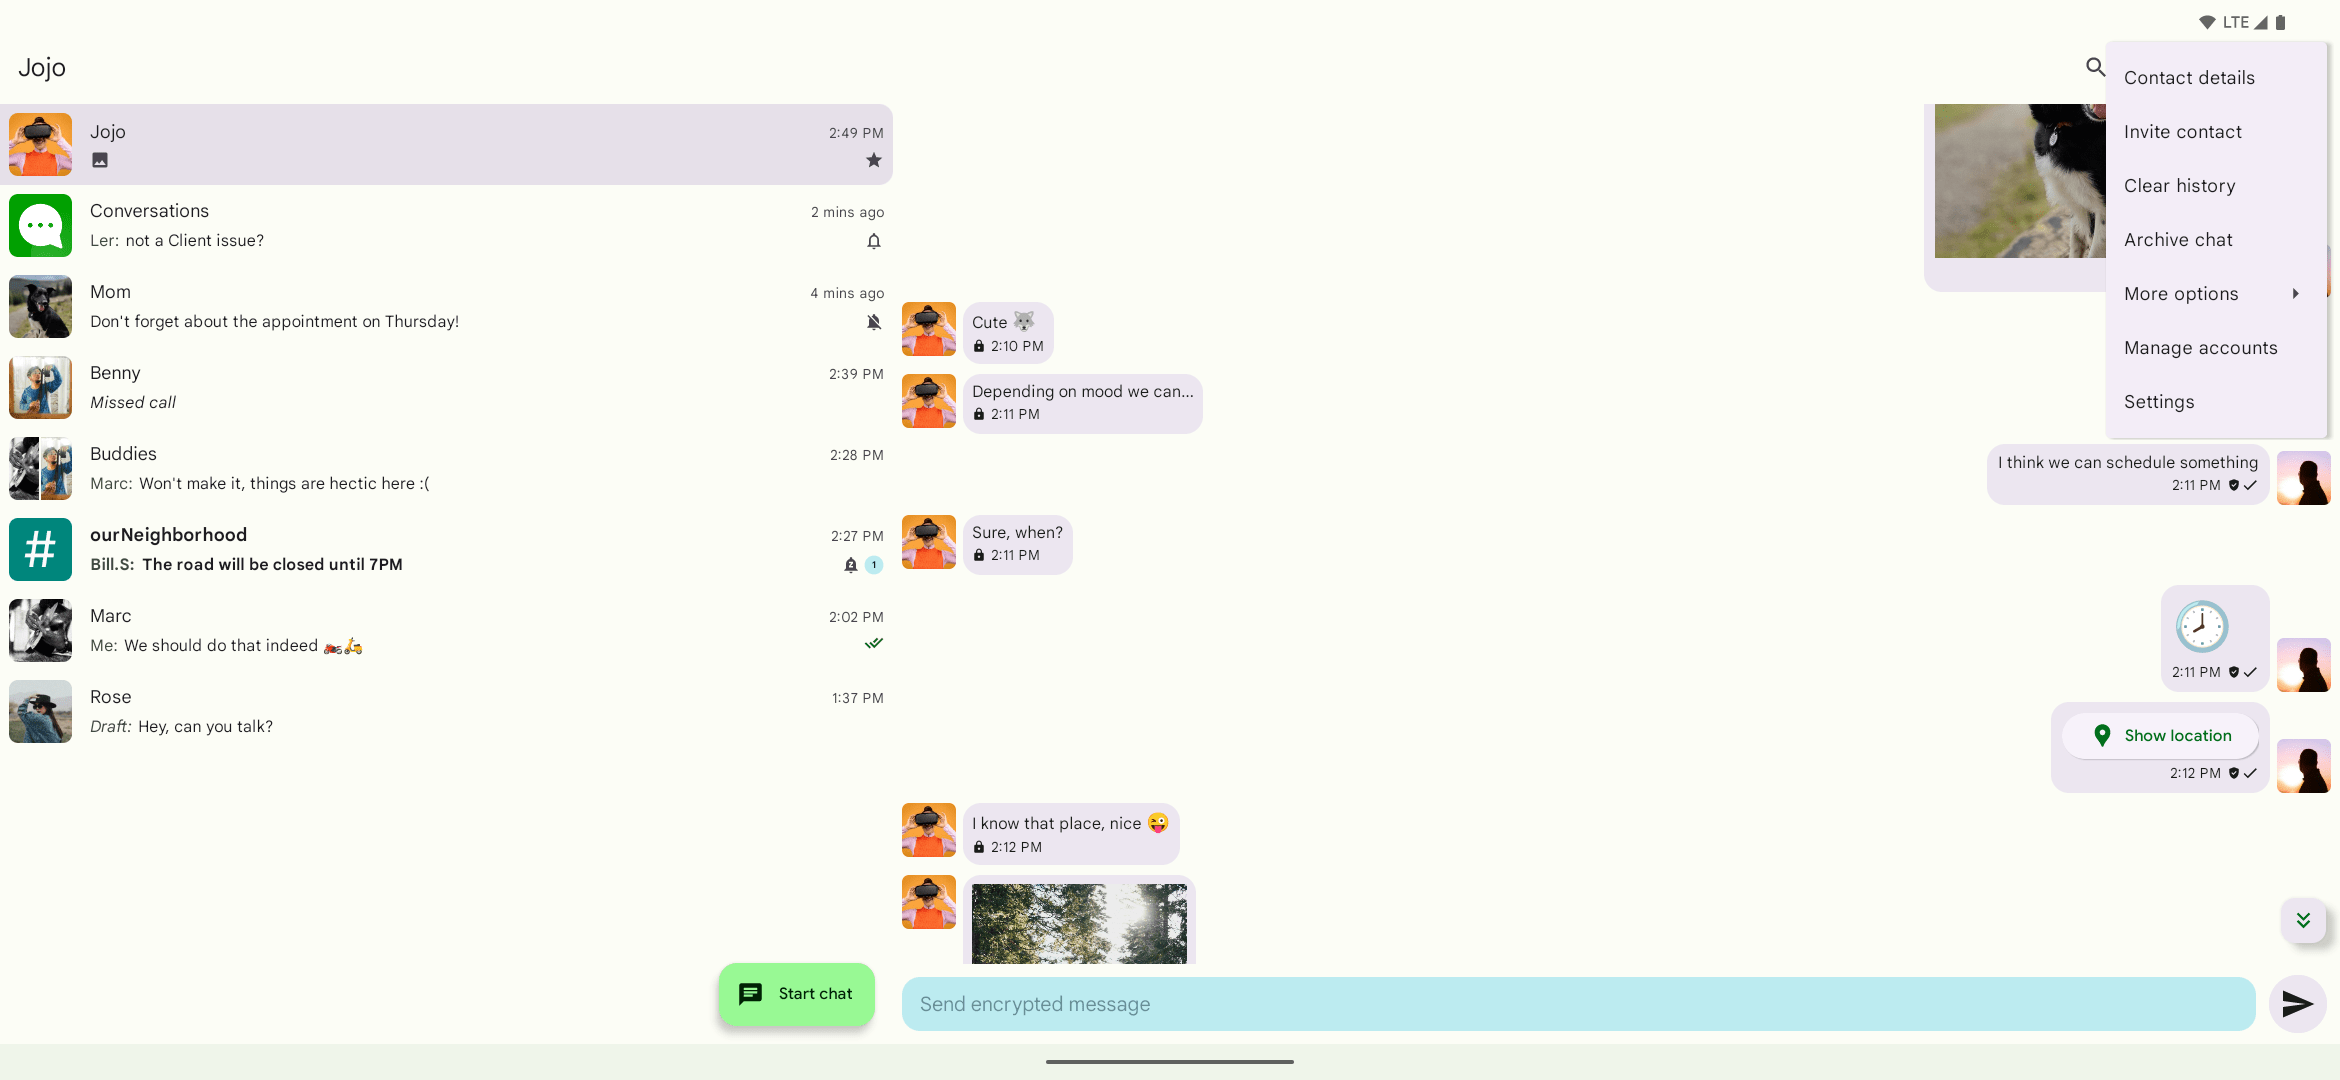 LTE
Jojo
Jojo
2:49 PM
Conversations
2 mins ago
Ler: not a Client issue?
Mom
4 mins ago
Don't forget about the appointment on Thursday!
Benny
2:39 PM
Missed call
Buddies
2:28 PM
Marc: Won't make it, things are hectic here :(
#
ourNeighborhood
2:27 PM
Bill.S: The road will be closed until 7PM
1
Marc
2:02 PM
Me: We should do that indeed 🏍️🛵
Rose
1:37 PM
Draft: Hey, can you talk?
Start chat
Cute 🐺
2:10 PM
Depending on mood we can...
2:11 PM
I think we can schedule something
2:11 PM
Sure, when?
2:11 PM
🕗
2:11 PM
Show location
2:12 PM
I know that place, nice 😜
2:12 PM
Send encrypted message
Contact details
Invite contact
Clear history
Archive chat
More options
Manage accounts
Settings